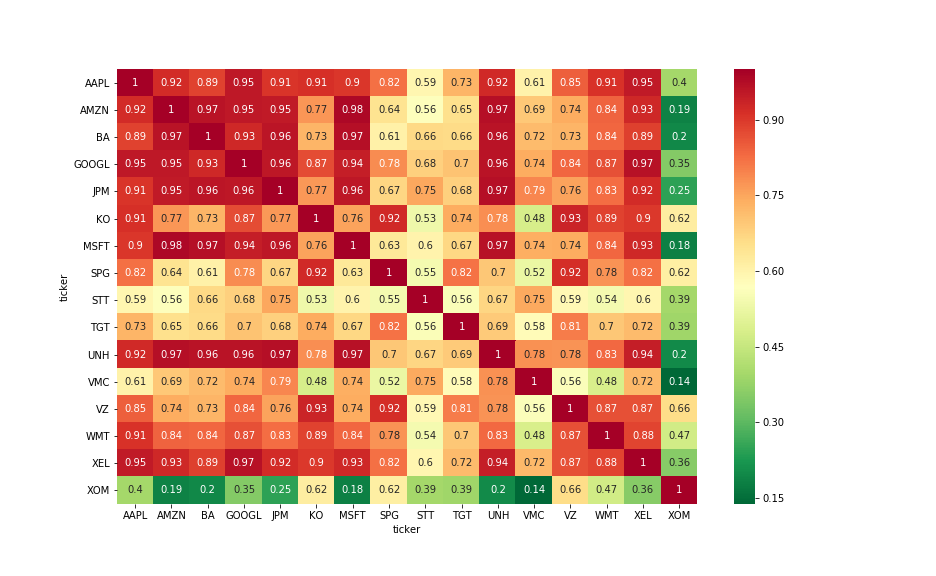 AAPL 1 0.92 0.89 0.95 0.91 0.91 0.9 0.82 0.59 0.73 0.92 0.61 0.85 0.91 0.95 0.4
AMZN 0.92 1 0.97 0.95 0.95 0.77 0.98 0.64 0.56 0.65 0.97 0.69 0.74 0.84 0.93 0.19
BA 0.89 0.97 1 0.93 0.96 0.73 0.97 0.61 0.66 0.66 0.96 0.72 0.73 0.84 0.89 0.2
GOOGL 0.95 0.95 0.93 1 0.96 0.87 0.94 0.78 0.68 0.7 0.96 0.74 0.84 0.87 0.97 0.35
JPM 0.91 0.95 0.96 0.96 1 0.77 0.96 0.67 0.75 0.68 0.97 0.79 0.76 0.83 0.92 0.25
KO 0.91 0.77 0.73 0.87 0.77 1 0.76 0.92 0.53 0.74 0.78 0.48 0.93 0.89 0.9 0.62
MSFT 0.9 0.98 0.97 0.94 0.96 0.76 1 0.63 0.6 0.67 0.97 0.74 0.74 0.84 0.93 0.18
SPG 0.82 0.64 0.61 0.78 0.67 0.92 0.63 1 0.55 0.82 0.7 0.52 0.92 0.78 0.82 0.62
STT 0.59 0.56 0.66 0.68 0.75 0.53 0.6 0.55 1 0.56 0.67 0.75 0.59 0.54 0.6 0.39
TGT 0.73 0.65 0.66 0.7 0.68 0.74 0.67 0.82 0.56 1 0.69 0.58 0.81 0.7 0.72 0.39
UNH 0.92 0.97 0.96 0.96 0.97 0.78 0.97 0.7 0.67 0.69 1 0.78 0.78 0.83 0.94 0.2
VMC 0.61 0.69 0.72 0.74 0.79 0.48 0.74 0.52 0.75 0.58 0.78 1 0.56 0.48 0.72 0.14
VZ 0.85 0.74 0.73 0.84 0.76 0.93 0.74 0.92 0.59 0.81 0.78 0.56 1 0.87 0.87 0.66
WMT 0.91 0.84 0.84 0.87 0.83 0.89 0.84 0.78 0.54 0.7 0.83 0.48 0.87 1 0.88 0.47
XEL 0.95 0.93 0.89 0.97 0.92 0.9 0.93 0.82 0.6 0.72 0.94 0.72 0.87 0.88 1 0.36
XOM 0.4 0.19 0.2 0.35 0.25 0.62 0.18 0.62 0.39 0.39 0.2 0.14 0.66 0.47 0.36 1
AAPL AMZN BA GOOGL JPM KO MSFT SPG STT TGT UNH VMC VZ WMT XEL XOM
ticker
ticker
0.90
0.75
0.60
0.45
0.30
0.15